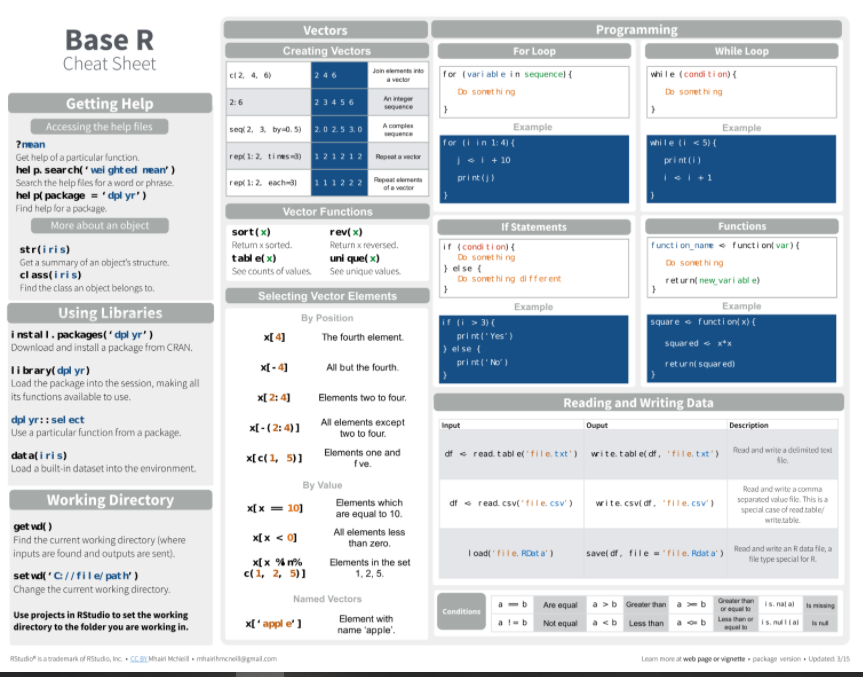 Base R
Cheat Sheet
Getting Help
Accessing the help files
?mean
Get help of a particular function.
help.search('weighted mean')
Search the help files for a word or phrase.
help(package = 'dplyr')
Find help for a package.
More about an object
str(iris)
Get a summary of an object's structure.
class(iris)
Find the class an object belongs to.
Using Libraries
install.packages('dplyr')
Download and install a package from CRAN.
library(dplyr)
Load the package into the session, making all
its functions available to use.
dplyr::select
Use a particular function from a package.
data(iris)
Load a built-in dataset into the environment.
Working Directory
getwd()
Find the current working directory (where
inputs are found and outputs are sent).
setwd('C://file/path')
Change the current working directory.
Use projects in RStudio to set the working
directory to the folder you are working in.
Vectors
Creating Vectors
c(2, 4, 6) 2 4 6 Join elements into
a vector
2:6 2 3 4 5 6 An integer
sequence
seq(2, 3, by=0.5) 2.0 2.5 3.0 A complex
sequence
rep(1:2, times=3) 1 2 1 2 1 2 Repeat a vector
rep(1:2, each=3) 1 1 1 2 2 2 Repeat elements
of a vector
Vector Functions
sort(x) rev(x)
Return x sorted. Return x reversed.
table(x) unique(x)
See counts of values. See unique values.
Selecting Vector Elements
By Position
x[4] The fourth element.
x[-4] All but the fourth.
x[2:4] Elements two to four.
x[-(2:4)] All elements except
two to four.
x[c(1, 5)] Elements one and
five.
By Value
x[x == 10] Elements which
are equal to 10.
x[x < 0] All elements less
than zero.
x[x %in%
c(1, 2, 5)] Elements in the set
1, 2, 5.
Named Vectors
x['apple'] Element with
name 'apple'.
Programming
For Loop
for (variable in sequence){
Do something
}
Example
for (i in 1:4){
j <- i + 10
print(j)
}
While Loop
while (condition){
Do something
}
Example
while (i < 5){
print(i)
i <- i + 1
}
If Statements
if (condition){
Do something
} else {
Do something different
}
Example
if (i > 3){
print('Yes')
} else {
print('No')
}
Functions
function_name <- function(var){
Do something
return(new_variable)
}
Example
square <- function(x){
squared <- x*x
return(squared)
}
Reading and Writing Data
Input Ouput Description
df <- read.table('file.txt') write.table(df, 'file.txt') Read and write a delimited text
file.
df <- read.csv('file.csv') write.csv(df, 'file.csv') Read and write a comma
separated value file. This is a
special case of read.table/
write.table.
load('file.RData') save(df, file = 'file.Rdata') Read and write an R data file, a
file type special for R.
Conditions
a == b Are equal a > b Greater than a >= b Greater than
or equal to is.na(a) Is missing
a != b Not equal a < b Less than a <= b Less than or
equal to is.null(a) Is null
RStudio® is a trademark of RStudio, Inc. • CC BY Mhairi McNeill • mhairihmcneill@gmail.com
Learn more at web page or vignette • package version • Updated: 3/15